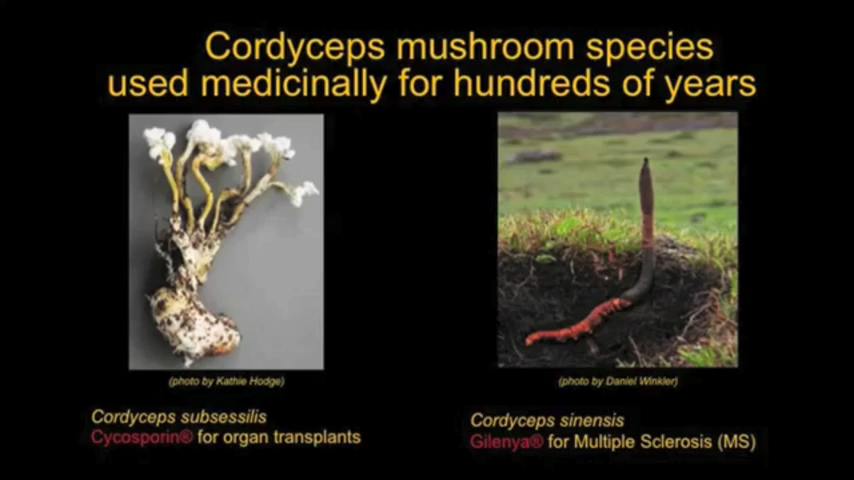 Cordyceps mushroom species
used medicinally for hundreds of years
(photo by Kathie Hodge)
(photo by Daniel Winkler)
Cordyceps subsessilis
Cycosporin® for organ transplants
Cordyceps sinensis
Gilenya® for Multiple Sclerosis (MS)